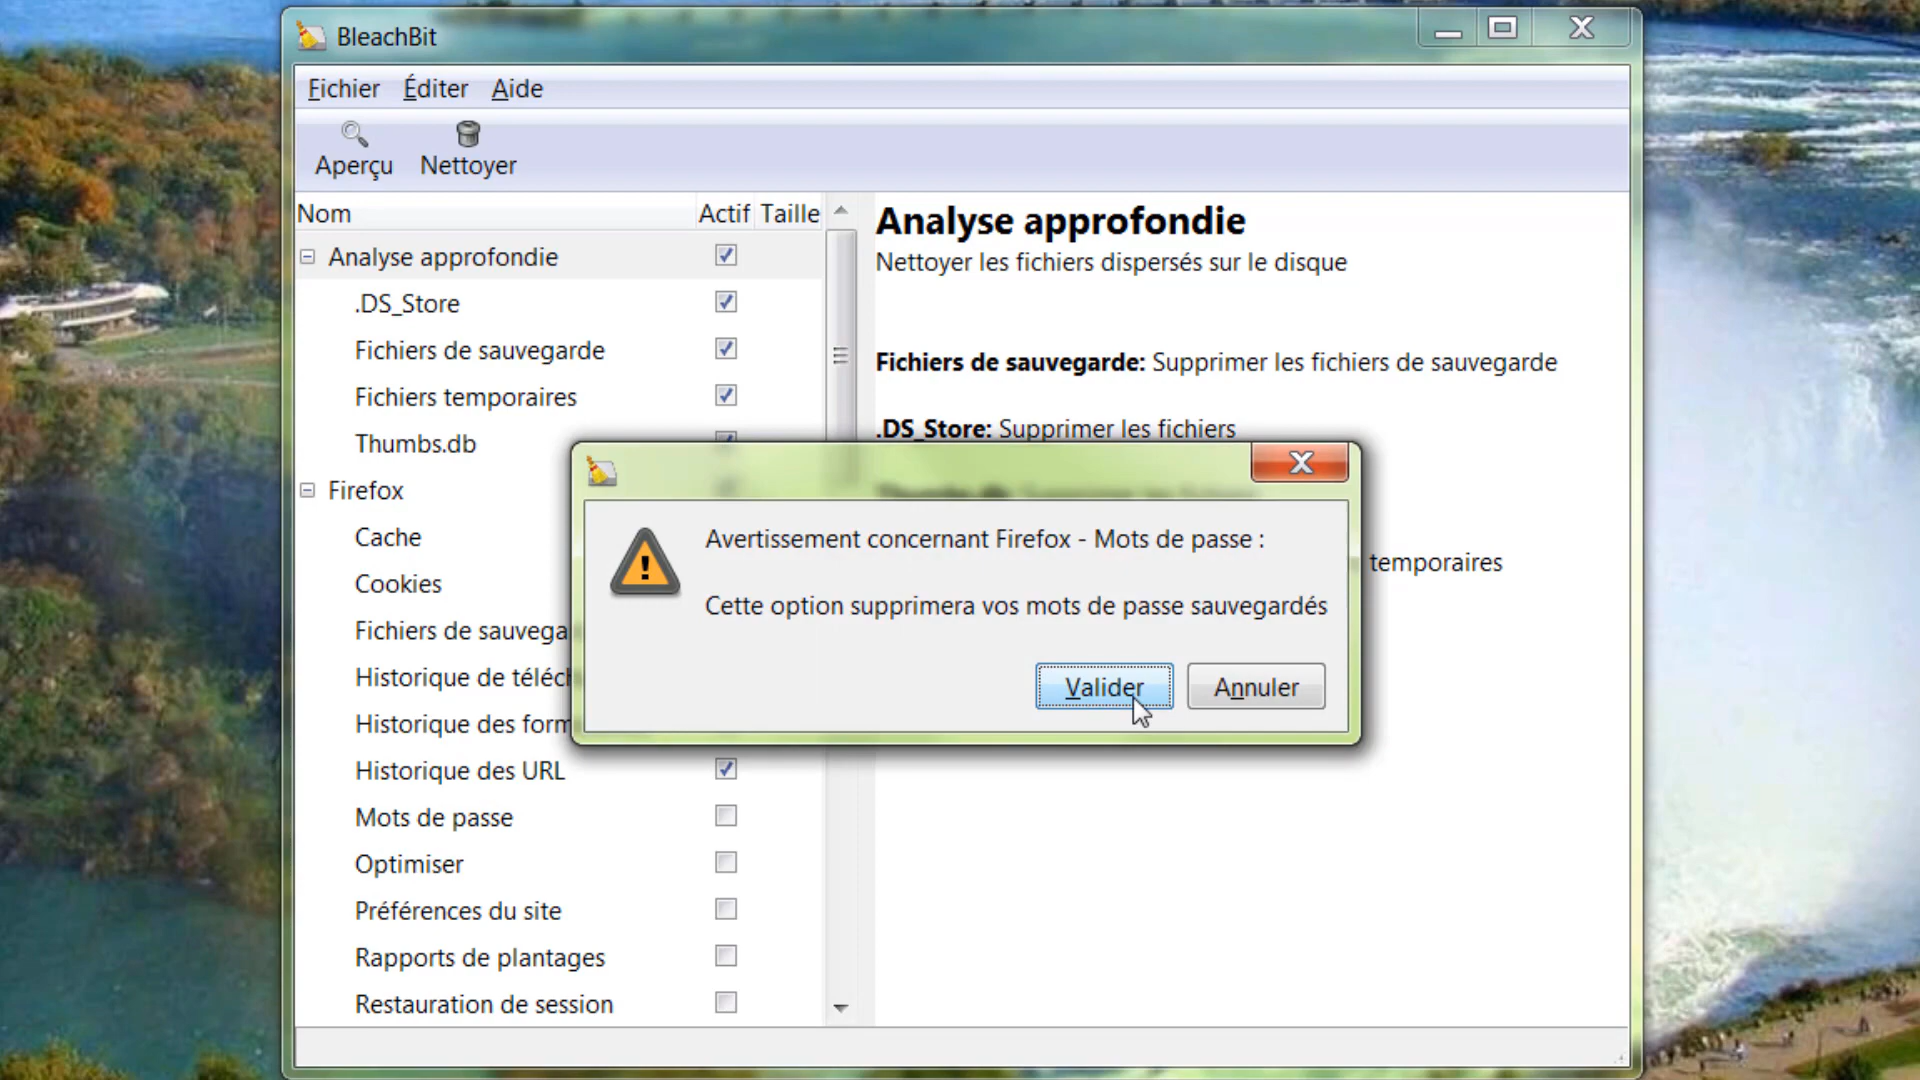 BleachBit
Fichier Éditer Aide
Aperçu Nettoyer
Nom Actif Taille
Analyse approfondie
.DS_Store
Fichiers de sauvegarde
Fichiers temporaires
Thumbs.db
Firefox
Cache
Cookies
Fichiers de sauvega
Historique de téléch
Historique des form
Historique des URL
Mots de passe
Optimiser
Préférences du site
Rapports de plantages
Restauration de session
Analyse approfondie
Nettoyer les fichiers dispersés sur le disque
Fichiers de sauvegarde: Supprimer les fichiers de sauvegarde
.DS_Store: Supprimer les fichiers
temporaires
Avertissement concernant Firefox - Mots de passe :
Cette option supprimera vos mots de passe sauvegardés
Valider Annuler